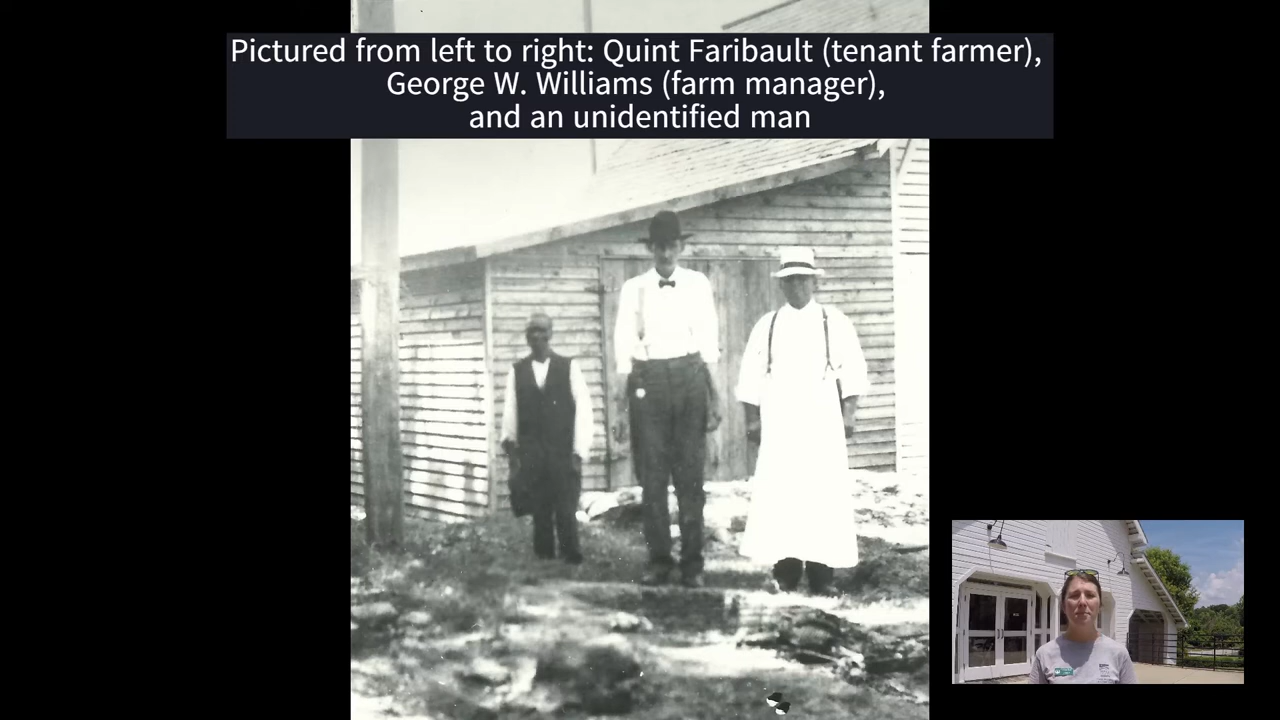 Pictured from left to right: Quint Faribault (tenant farmer),
George W. Williams (farm manager),
and an unidentified man